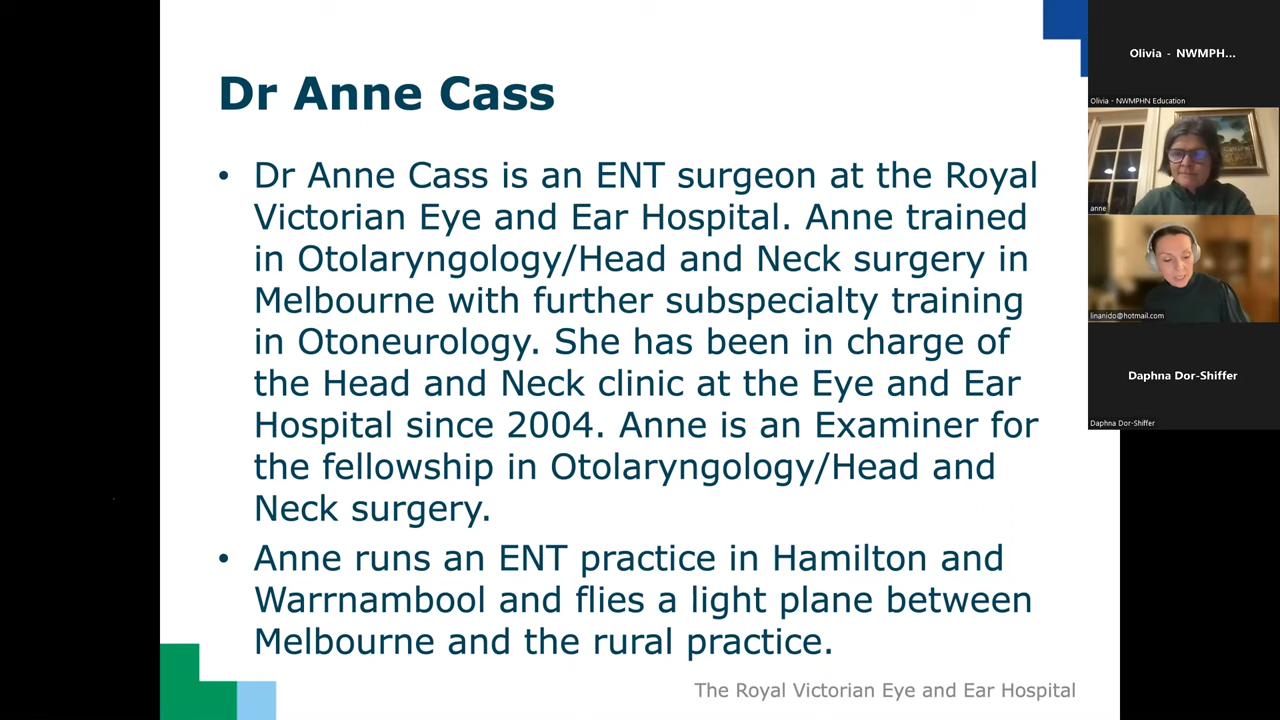 Dr Anne Cass
• Dr Anne Cass is an ENT surgeon at the Royal
Victorian Eye and Ear Hospital. Anne trained
in Otolaryngology/Head and Neck surgery in
Melbourne with further subspecialty training
in Otoneurology. She has been in charge of
the Head and Neck clinic at the Eye and Ear
Hospital since 2004. Anne is an Examiner for
the fellowship in Otolaryngology/Head and
Neck surgery.
• Anne runs an ENT practice in Hamilton and
Warrnambool and flies a light plane between
Melbourne and the rural practice.
The Royal Victorian Eye and Ear Hospital
Olivia - NWMPH...
Olivia - NWMPHN Education
anne
linanido@hotmail.com
Daphna Dor-Shiffer
Daphna Dor-Shiffer